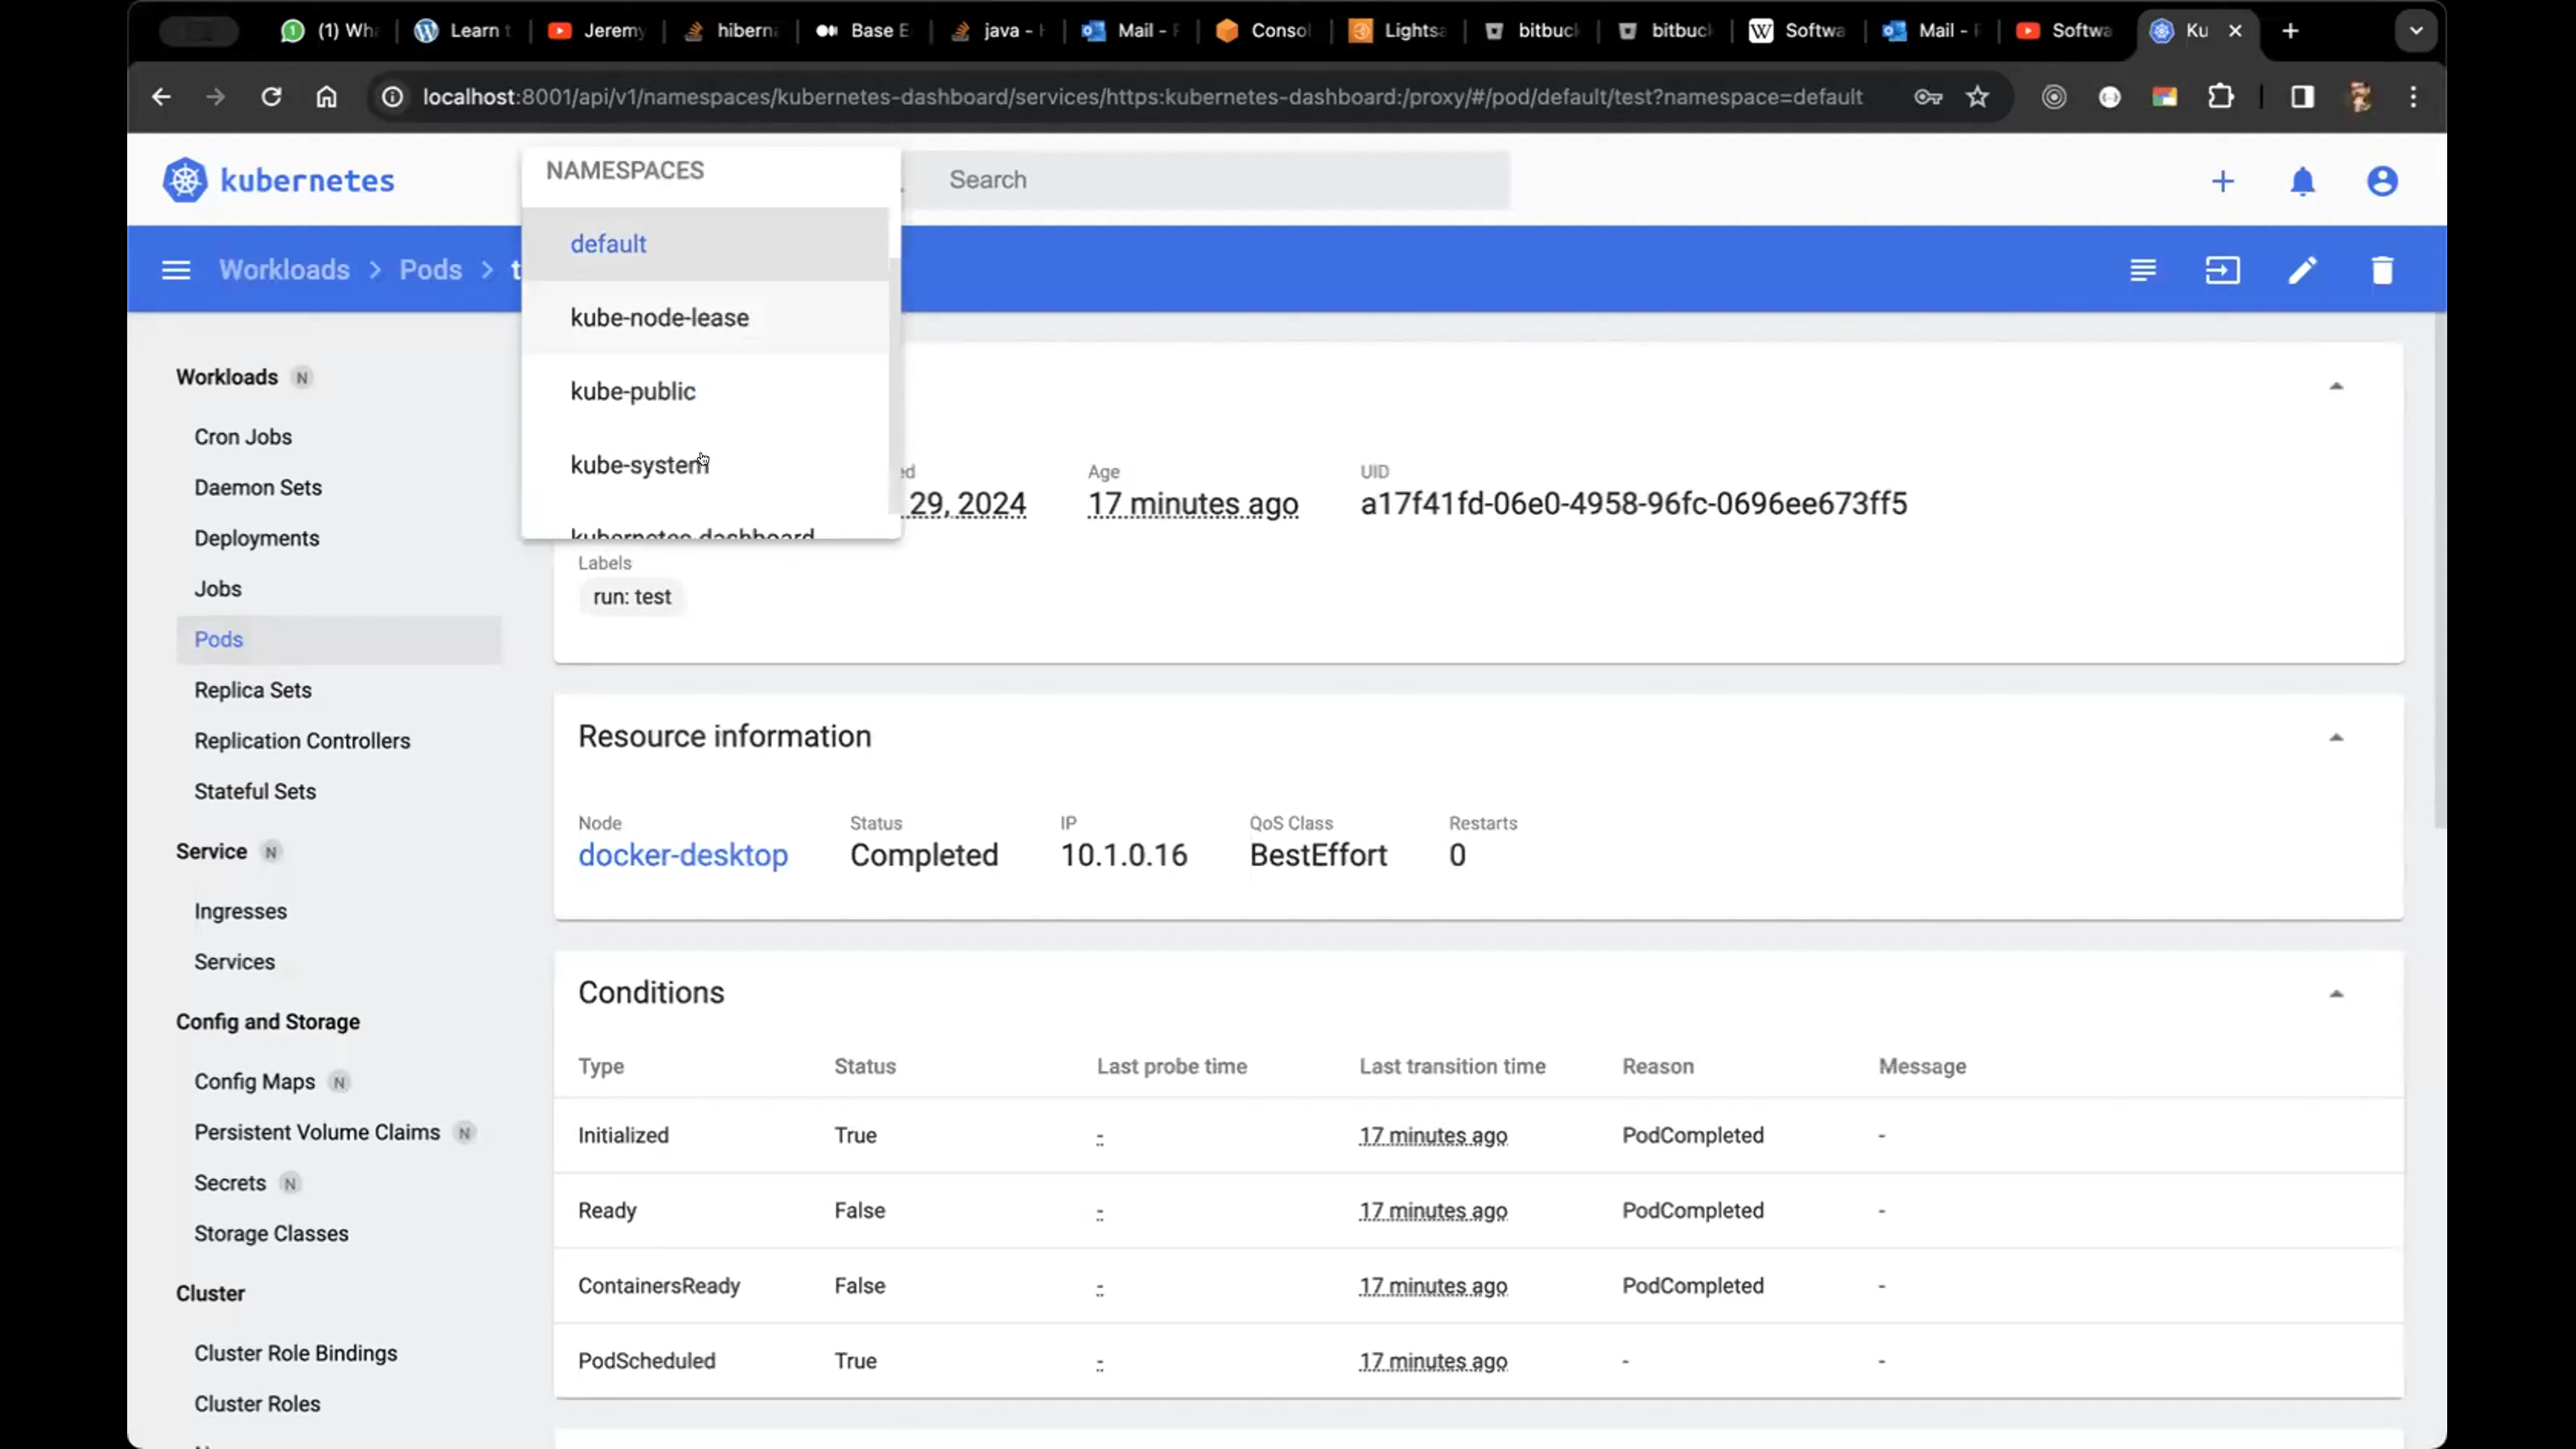 (1) Wh
Learn t
Jeremy
hiberna
Base E
java - H
Mail -
Consol
Lightsa
bitbuck
bitbuck
Softwa
Mail -
Softwa
Ku
localhost:8001/api/v1/namespaces/kubernetes-dashboard/services/https:kubernetes-dashboard:/proxy/#/pod/default/test?namespace=default
kubernetes
NAMESPACES
Search
default
Workloads > Pods > t
kube-node-lease
kube-public
kube-system
kubernetes-dashboard
Workloads N
Cron Jobs
Daemon Sets
Deployments
Jobs
Pods
Replica Sets
Replication Controllers
Stateful Sets
Service N
Ingresses
Services
Config and Storage
Config Maps N
Persistent Volume Claims N
Secrets N
Storage Classes
Cluster
Cluster Role Bindings
Cluster Roles
ed Age UID
29, 2024 17 minutes ago a17f41fd-06e0-4958-96fc-0696ee673ff5
Labels
run: test
Resource information
Node Status IP QoS Class Restarts
docker-desktop Completed 10.1.0.16 BestEffort 0
Conditions
Type Status Last probe time Last transition time Reason Message
Initialized True - 17 minutes ago PodCompleted -
Ready False - 17 minutes ago PodCompleted -
ContainersReady False - 17 minutes ago PodCompleted -
PodScheduled True - 17 minutes ago - -